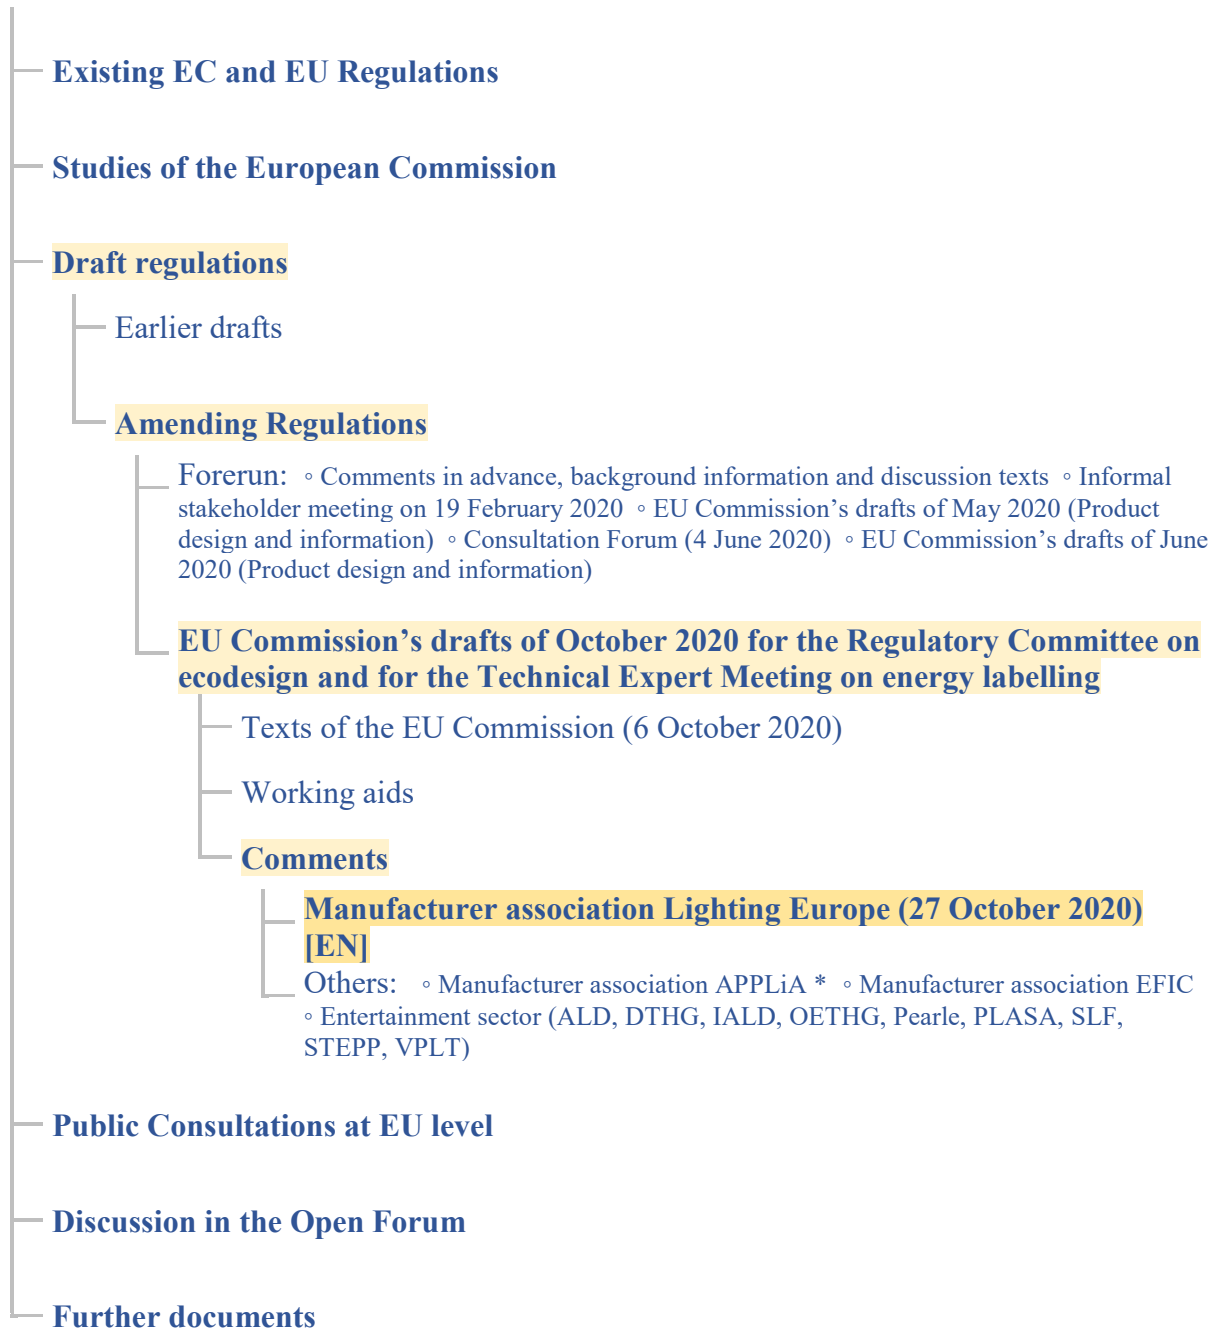 Existing EC and EU Regulations
Studies of the European Commission
Draft regulations
Earlier drafts
Amending Regulations
Forerun: ◦ Comments in advance, background information and discussion texts ◦ Informal
stakeholder meeting on 19 February 2020 ◦ EU Commission’s drafts of May 2020 (Product
design and information) ◦ Consultation Forum (4 June 2020) ◦ EU Commission’s drafts of June
2020 (Product design and information)
EU Commission’s drafts of October 2020 for the Regulatory Committee on
ecodesign and for the Technical Expert Meeting on energy labelling
Texts of the EU Commission (6 October 2020)
Working aids
Comments
Manufacturer association Lighting Europe (27 October 2020)
[EN]
Others: ◦ Manufacturer association APPLiA * ◦ Manufacturer association EFIC
◦ Entertainment sector (ALD, DTHG, IALD, OETHG, Pearle, PLASA, SLF,
STEPP, VPLT)
Public Consultations at EU level
Discussion in the Open Forum
Further documents